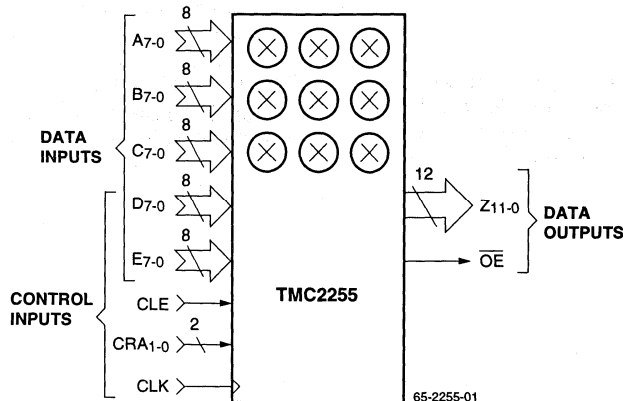 8
A7-0
8
B7-0
DATA
INPUTS
8
C7-0
8
D7-0
12
Z11-0
DATA
OUTPUTS
8
E7-0
OE
CONTROL
INPUTS
CLE
TMC2255
2
CRA1-0
CLK
65-2255-01